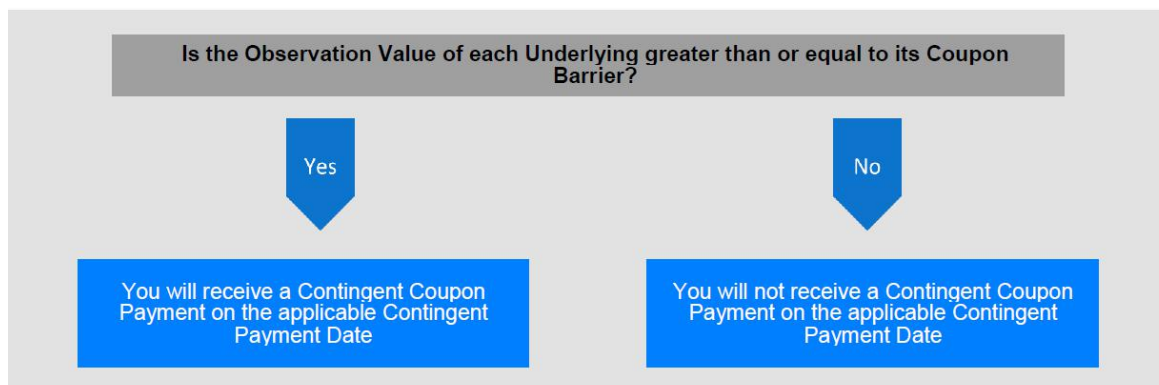 Is the Observation Value of each Underlying greater than or equal to its Coupon
Barrier?
Yes
No
You will receive a Contingent Coupon
Payment on the applicable Contingent
Payment Date
You will not receive a Contingent Coupon
Payment on the applicable Contingent
Payment Date